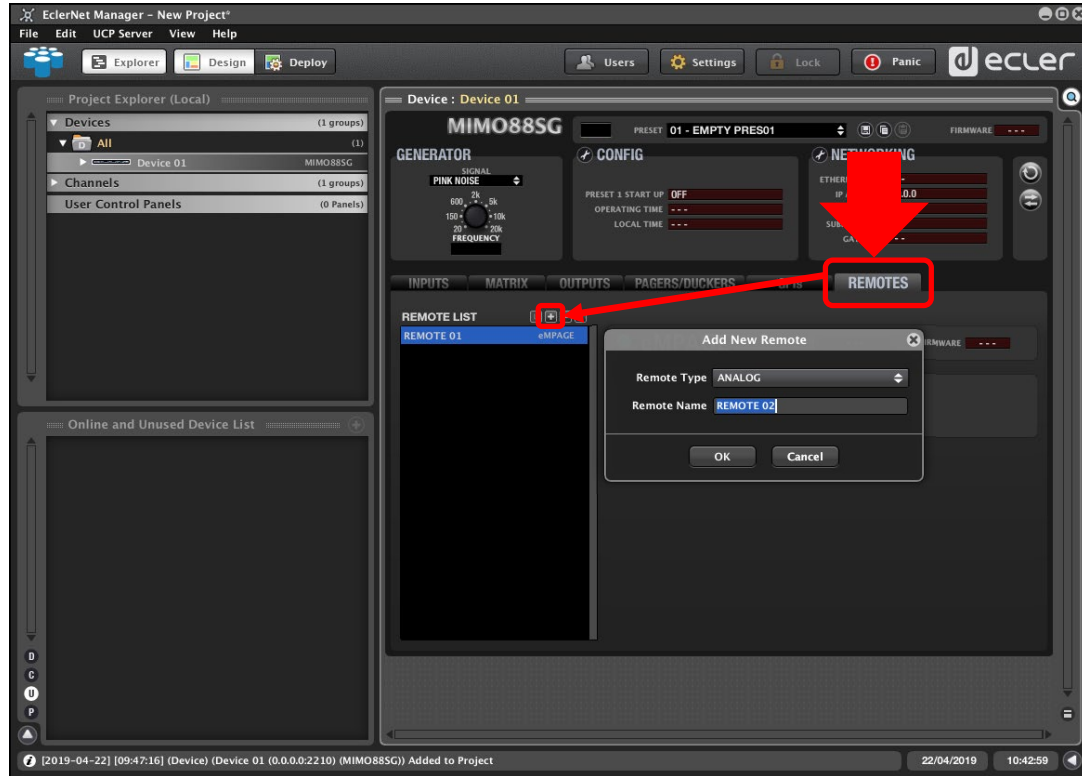 EclerNet Manager – New Project*
File Edit UCP Server View Help
Explorer Design Deploy Users Settings Lock Panic ecler
Project Explorer (Local)
Devices (1 groups)
All (1)
Device 01 MIMO88SG
Channels (1 groups)
User Control Panels (0 Panels)
Online and Unused Device List
D
C
U
P
Device : Device 01
MIMO88SG PRESET 01 - EMPTY PRES01 FIRMWARE ---
GENERATOR
SIGNAL
PINK NOISE
2k
600 5k
150 10k
20 20k
FREQUENCY
CONFIG
PRESET 1 START UP OFF
OPERATING TIME ---
LOCAL TIME ---
INPUTS MATRIX OUTPUTS PAGERS/DUCKERS REMOTES
REMOTE LIST
REMOTE 01 eMPAGE
Add New Remote
Remote Type ANALOG
Remote Name REMOTE 02
OK Cancel
---
[2019-04-22] [09:47:16] (Device) (Device 01 (0.0.0.0:2210) (MIMO88SG)) Added to Project 22/04/2019 10:42:59